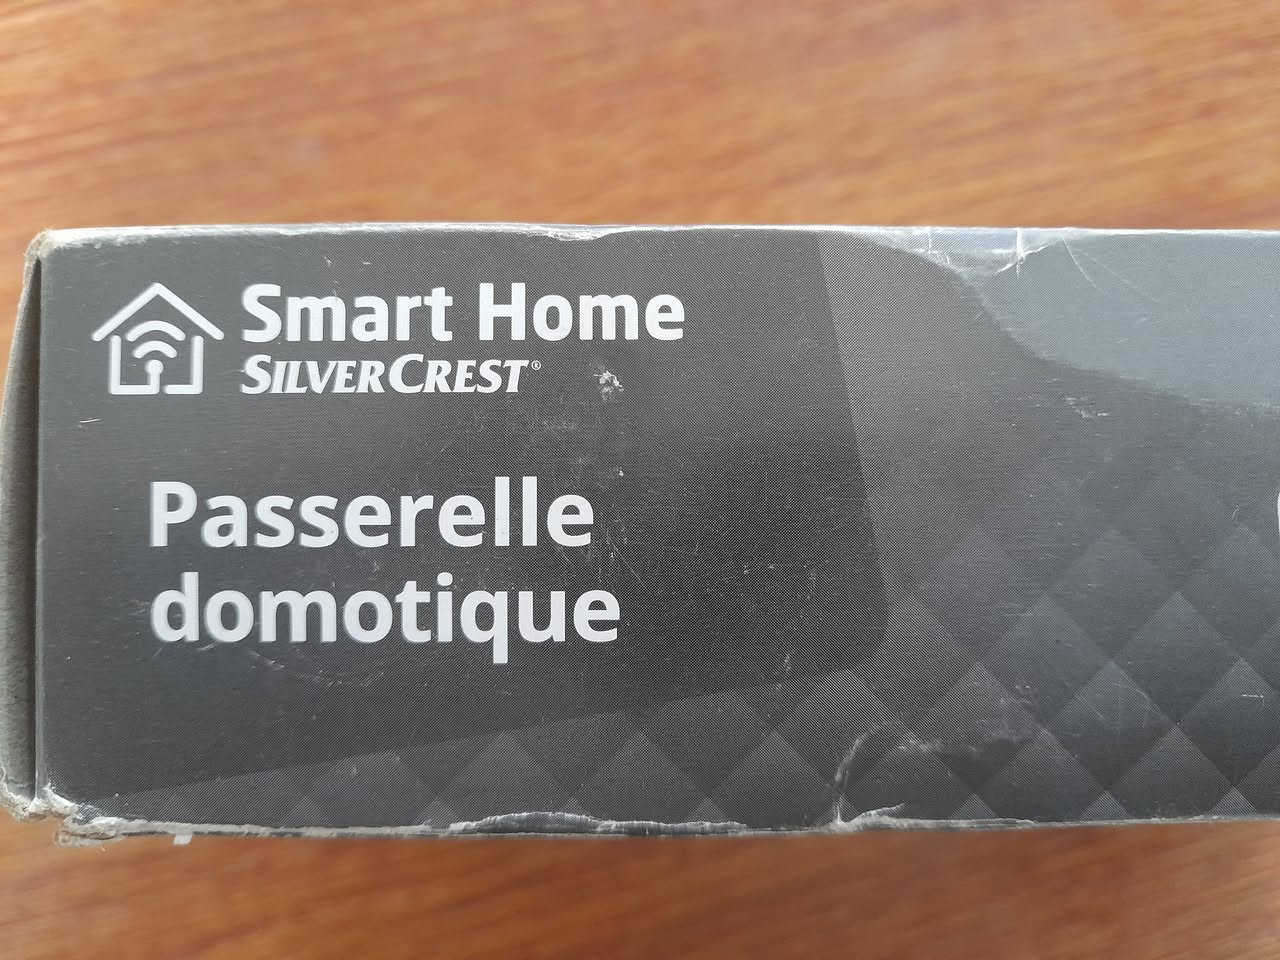 Smart Home
SILVERCREST®
Passerelle
domotique